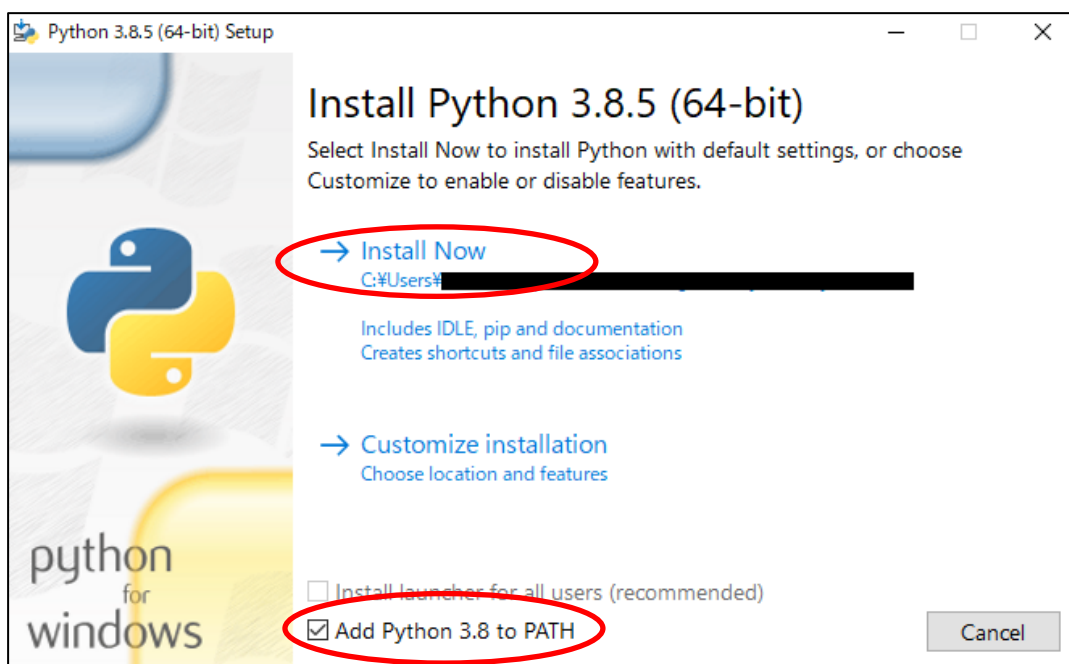 Python 3.8.5 (64-bit) Setup
Install Python 3.8.5 (64-bit)
Select Install Now to install Python with default settings, or choose
Customize to enable or disable features.
Install Now
C:¥Users¥
Includes IDLE, pip and documentation
Creates shortcuts and file associations
Customize installation
Choose location and features
python
for
windows
Install launcher for all users (recommended)
Add Python 3.8 to PATH
Cancel